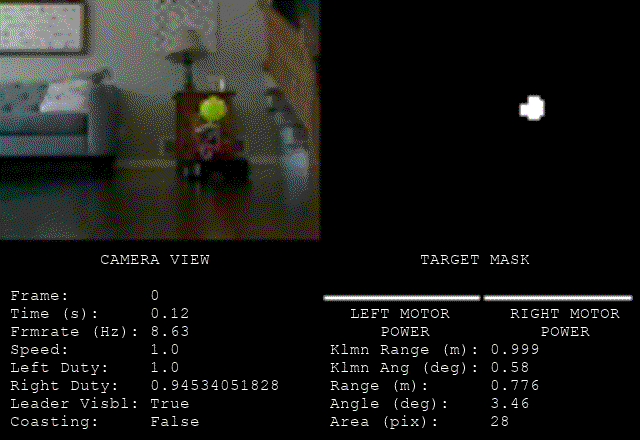 CAMERA VIEW
TARGET MASK
Frame: 0
Time (s): 0.12
Frmrate (Hz): 8.63
Speed: 1.0
Left Duty: 1.0
Right Duty: 0.94534051828
Leader Visbl: True
Coasting: False
LEFT MOTOR
POWER
RIGHT MOTOR
POWER
Klmn Range (m): 0.999
Klmn Ang (deg): 0.58
Range (m): 0.776
Angle (deg): 3.46
Area (pix): 28